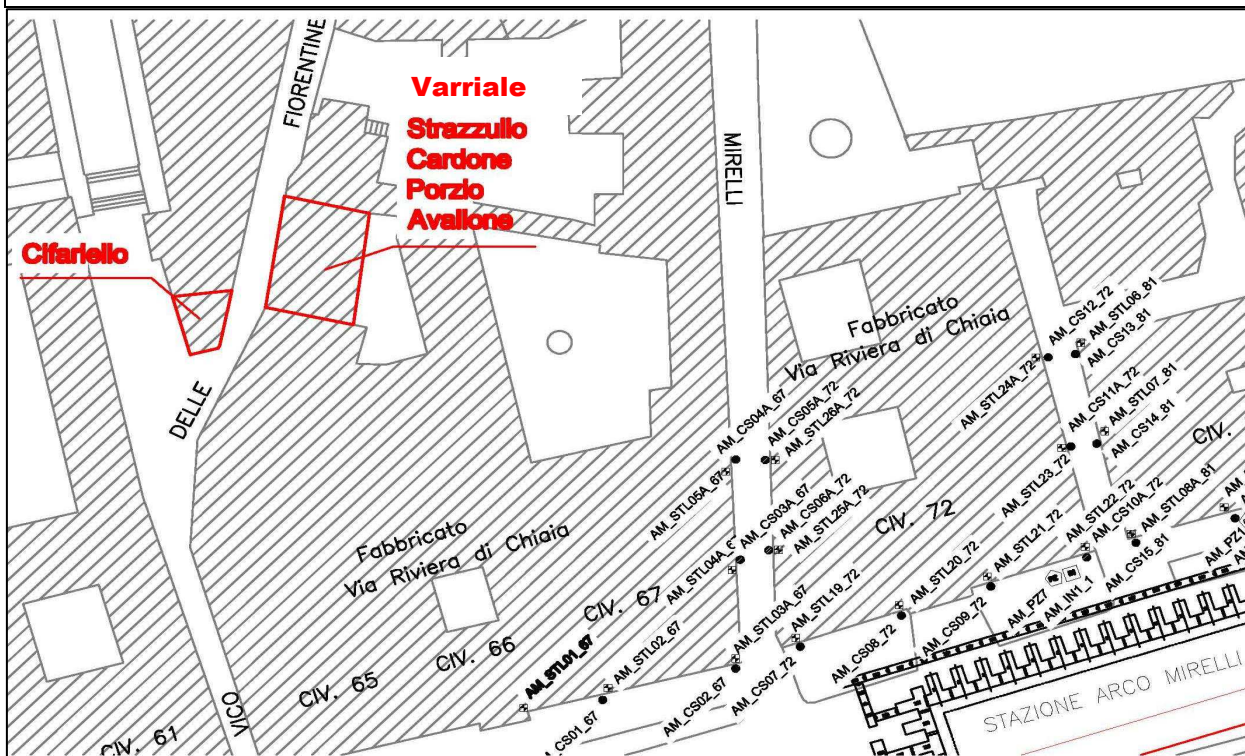 FIORENTINE
Varriale
Strazzullo
Cardone
Porzio
Avallone
MIRELLI
Cifariello
DELLE
VICO
Fabbricato
Via Riviera di Chiaia
AM_CS12_72
AM_STL06_81
AM_CS13_81
AM_STL24A_72
AM_CS11A_72
AM_STL07_81
AM_CS14_81
CIV.
AM_CS04A_67
AM_CS05A_72
AM_STL26A_72
AM_STL05A_67
AM_STL23_72
AM_CS03A_67
AM_CS06A_72
AM_STL25A_72
CIV. 72
AM_STL22_72
AM_CS10A_72
AM_STL08A_81
Fabbricato
Via Riviera di Chiaia
AM_STL04A_6
AM_STL21_72
AM_STL20_72
AM_CS15_81
AM_PZ1
CIV. 67
AM_STL03A_67
AM_STL19_72
AM_PZ7
AM_IN1_1
CIV. 66
AM_STL02_67
AM_CS09_72
AM_CS08_72
CIV. 65
AM_STL01_67
AM_CS07_72
AM_CS02_67
AM_CS01_67
CIV. 61
STAZIONE ARCO MIRELLI